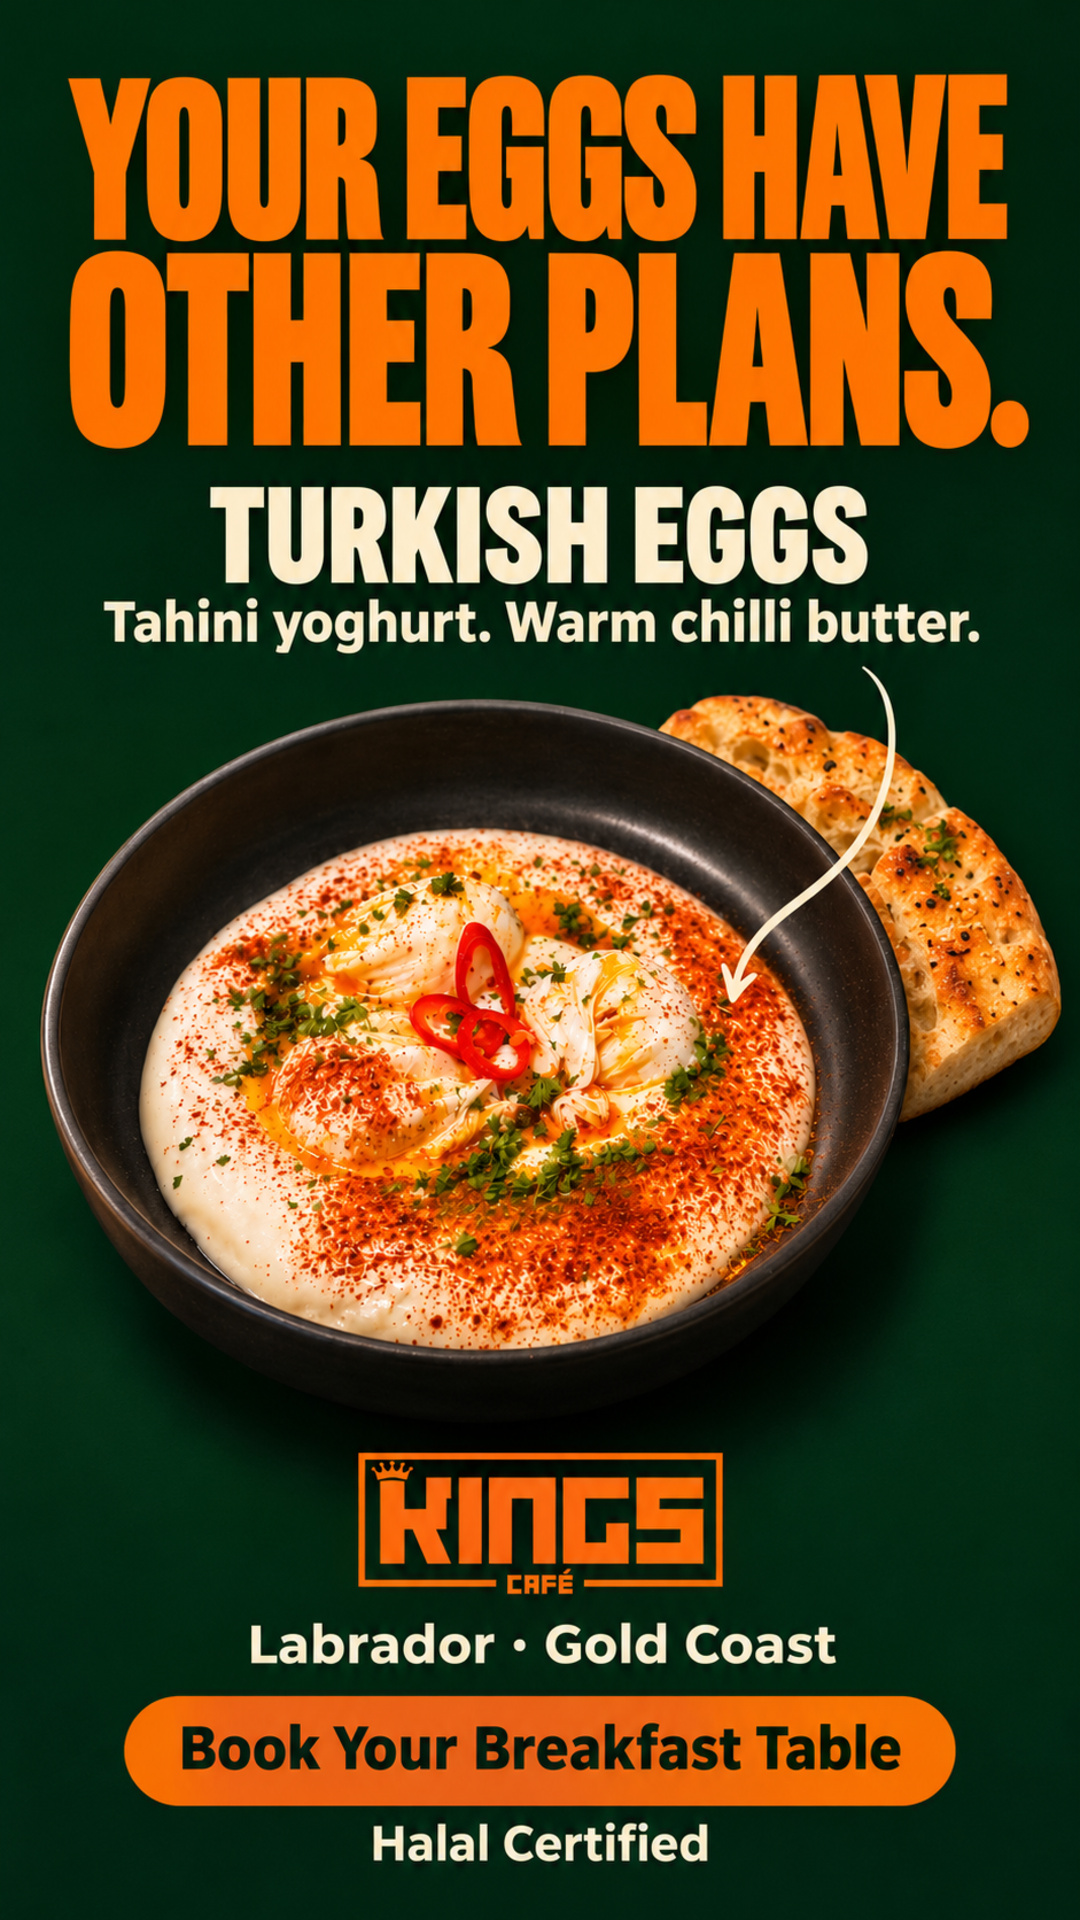 YOUR EGGS HAVE
OTHER PLANS.
TURKISH EGGS
Tahini yoghurt. Warm chilli butter.
KINGS
CAFÉ
Labrador • Gold Coast
Book Your Breakfast Table
Halal Certified